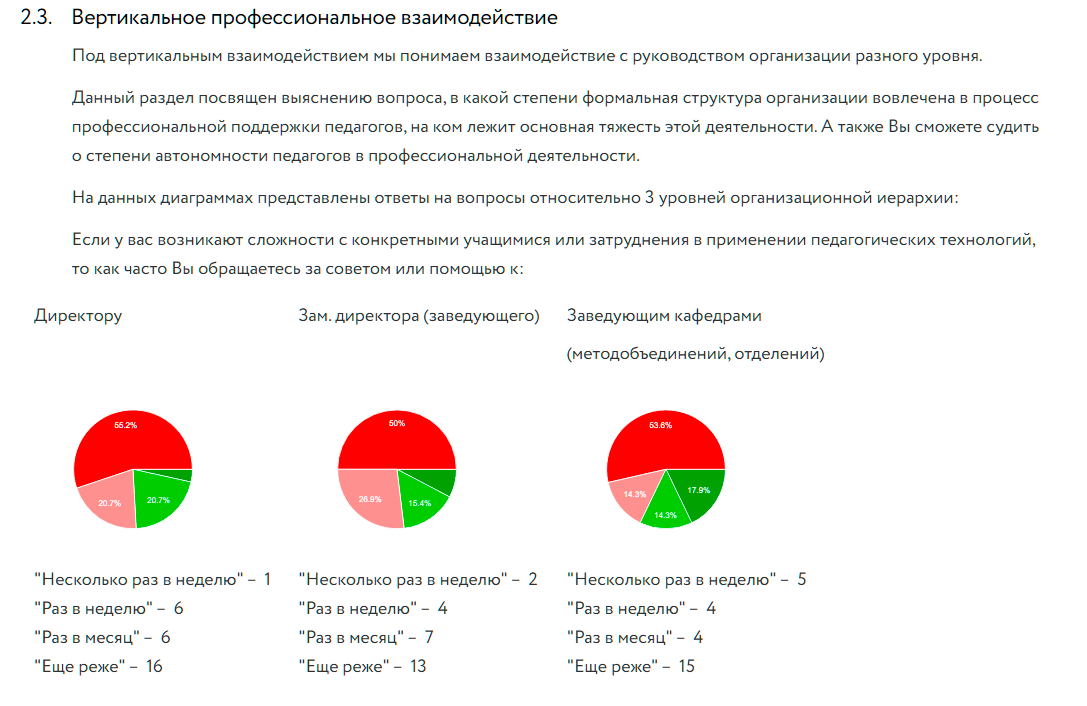 2.3. Вертикальное профессиональное взаимодействие
Под вертикальным взаимодействием мы понимаем взаимодействие с руководством организации разного уровня.
Данный раздел посвящен выяснению вопроса, в какой степени формальная структура организации вовлечена в процесс
профессиональной поддержки педагогов, на ком лежит основная тяжесть этой деятельности. А также Вы сможете судить
о степени автономности педагогов в профессиональной деятельности.
На данных диаграммах представлены ответы на вопросы относительно 3 уровней организационной иерархии:
Если у вас возникают сложности с конкретными учащимися или затруднения в применении педагогических технологий,
то как часто Вы обращаетесь за советом или помощью к:
Директору
55.2%
20.7%
20.7%
"Несколько раз в неделю" – 1
"Раз в неделю" – 6
"Раз в месяц" – 6
"Еще реже" – 16
Зам. директора (заведующего)
50%
26.9%
15.4%
"Несколько раз в неделю" – 2
"Раз в неделю" – 4
"Раз в месяц" – 7
"Еще реже" – 13
Заведующим кафедрами
(методобъединений, отделений)
53.6%
14.3%
17.9%
14.3%
"Несколько раз в неделю" – 5
"Раз в неделю" – 4
"Раз в месяц" – 4
"Еще реже" – 15